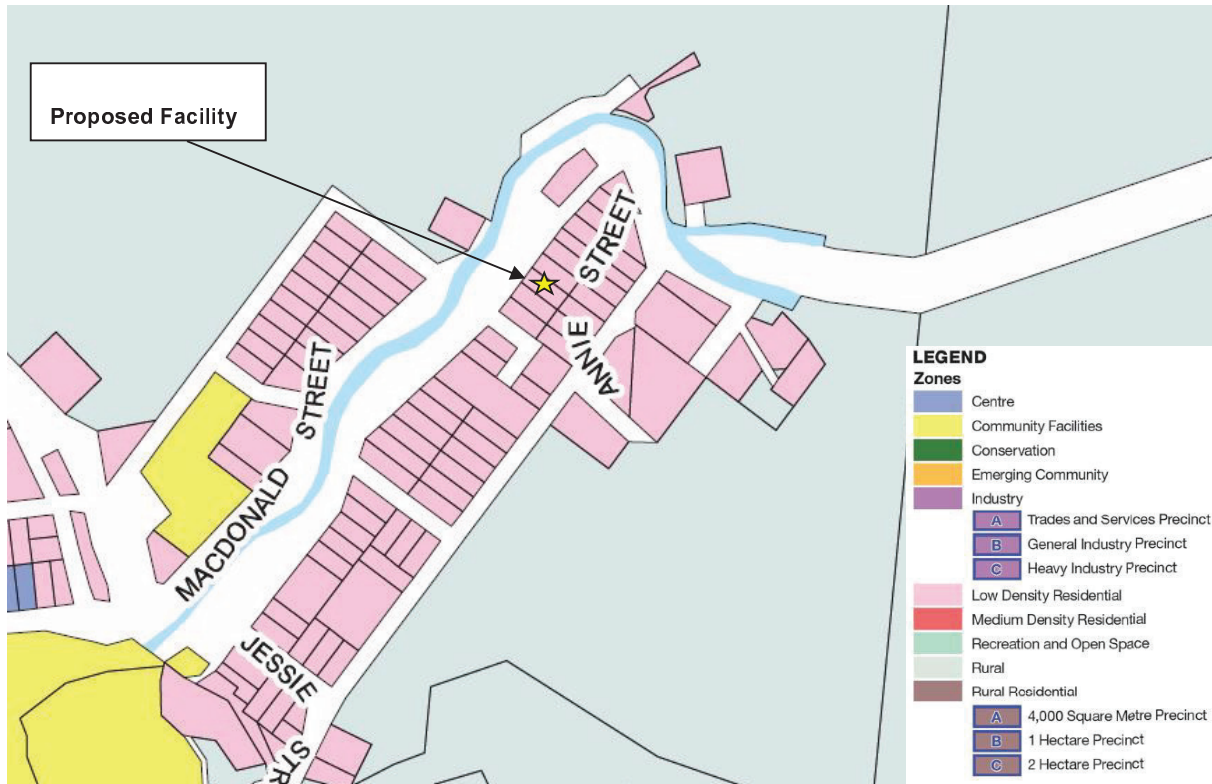 Proposed Facility
STREET
ANNIE
STREET
MACDONALD
JESSIE
STR
LEGEND
Zones
Centre
Community Facilities
Conservation
Emerging Community
Industry
A Trades and Services Precinct
B General Industry Precinct
C Heavy Industry Precinct
Low Density Residential
Medium Density Residential
Recreation and Open Space
Rural
Rural Residential
A 4,000 Square Metre Precinct
B 1 Hectare Precinct
C 2 Hectare Precinct